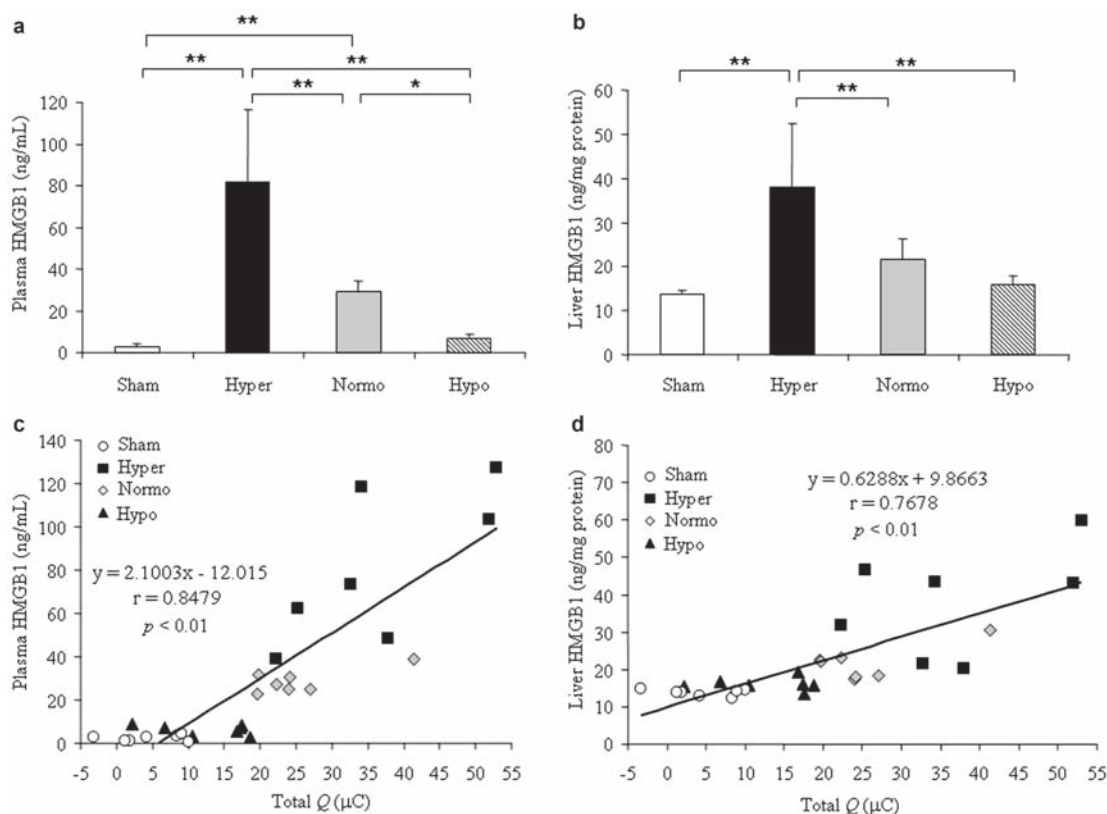 a
**
**
**
**
*
Plasma HMGB1 (ng/mL)
120
100
80
60
40
20
0
Sham Hyper Normo Hypo
b
**
**
**
Liver HMGB1 (ng/mg protein)
60
50
40
30
20
10
0
Sham Hyper Normo Hypo
c
Plasma HMGB1 (ng/mL)
140
120
100
80
60
40
20
0
Sham
Hyper
Normo
Hypo
y = 2.1003x - 12.015
r = 0.8479
p < 0.01
-5 0 5 10 15 20 25 30 35 40 45 50 55
Total Q (µC)
d
Liver HMGB1 (ng/mg protein)
80
70
60
50
40
30
20
10
0
Sham
Hyper
Normo
Hypo
y = 0.6288x + 9.8663
r = 0.7678
p < 0.01
-5 0 5 10 15 20 25 30 35 40 45 50 55
Total Q (µC)